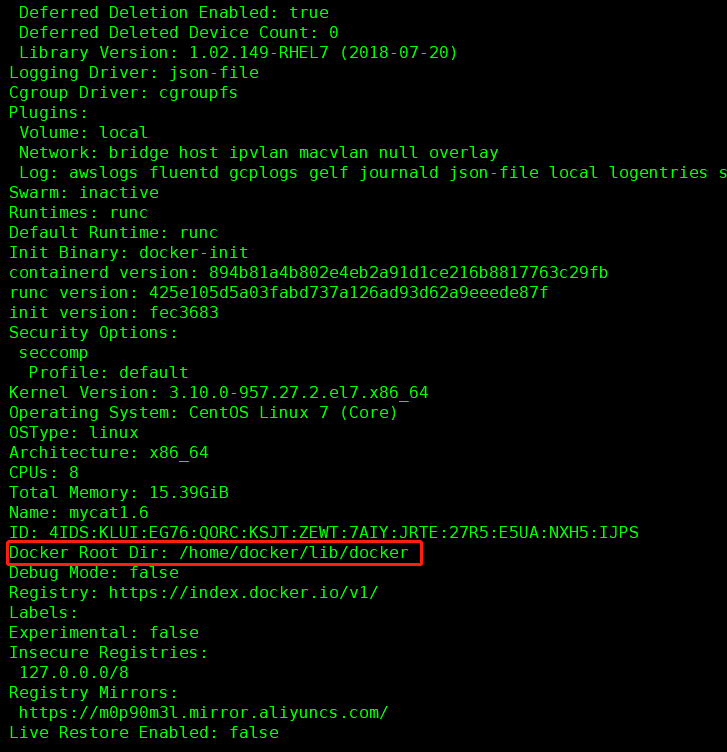 Deferred Deletion Enabled: true
Deferred Deleted Device Count: 0
Library Version: 1.02.149-RHEL7 (2018-07-20)
Logging Driver: json-file
Cgroup Driver: cgroupfs
Plugins:
Volume: local
Network: bridge host ipvlan macvlan null overlay
Log: awslogs fluentd gcplogs gelf journald json-file local logentries s
Swarm: inactive
Runtimes: runc
Default Runtime: runc
Init Binary: docker-init
containerd version: 894b81a4b802e4eb2a91d1ce216b8817763c29fb
runc version: 425e105d5a03fabd737a126ad93d62a9eeede87f
init version: fec3683
Security Options:
seccomp
Profile: default
Kernel Version: 3.10.0-957.27.2.el7.x86_64
Operating System: CentOS Linux 7 (Core)
OSType: linux
Architecture: x86_64
CPUs: 8
Total Memory: 15.39GiB
Name: mycat1.6
ID: 4IDS:KLUI:EG76:QORC:KSJT:ZEWT:7AIY:JRTE:27R5:E5UA:NXH5:IJPS
Docker Root Dir: /home/docker/lib/docker
Debug Mode: false
Registry: https://index.docker.io/v1/
Labels:
Experimental: false
Insecure Registries:
127.0.0.0/8
Registry Mirrors:
https://m0p90m3l.mirror.aliyuncs.com/
Live Restore Enabled: false